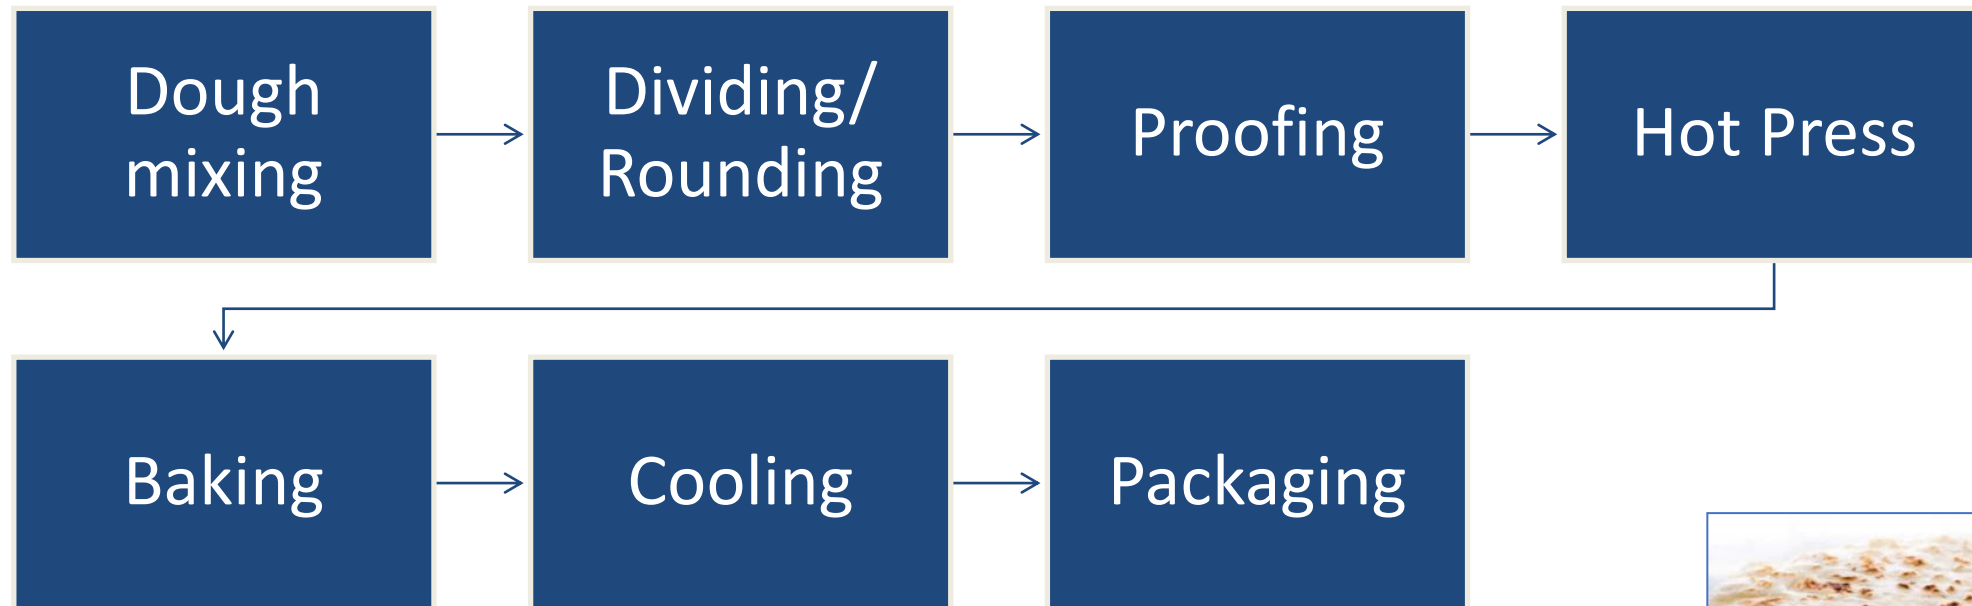 Dough
mixing
Dividing/
Rounding
Proofing
Hot Press
Baking
Cooling
Packaging